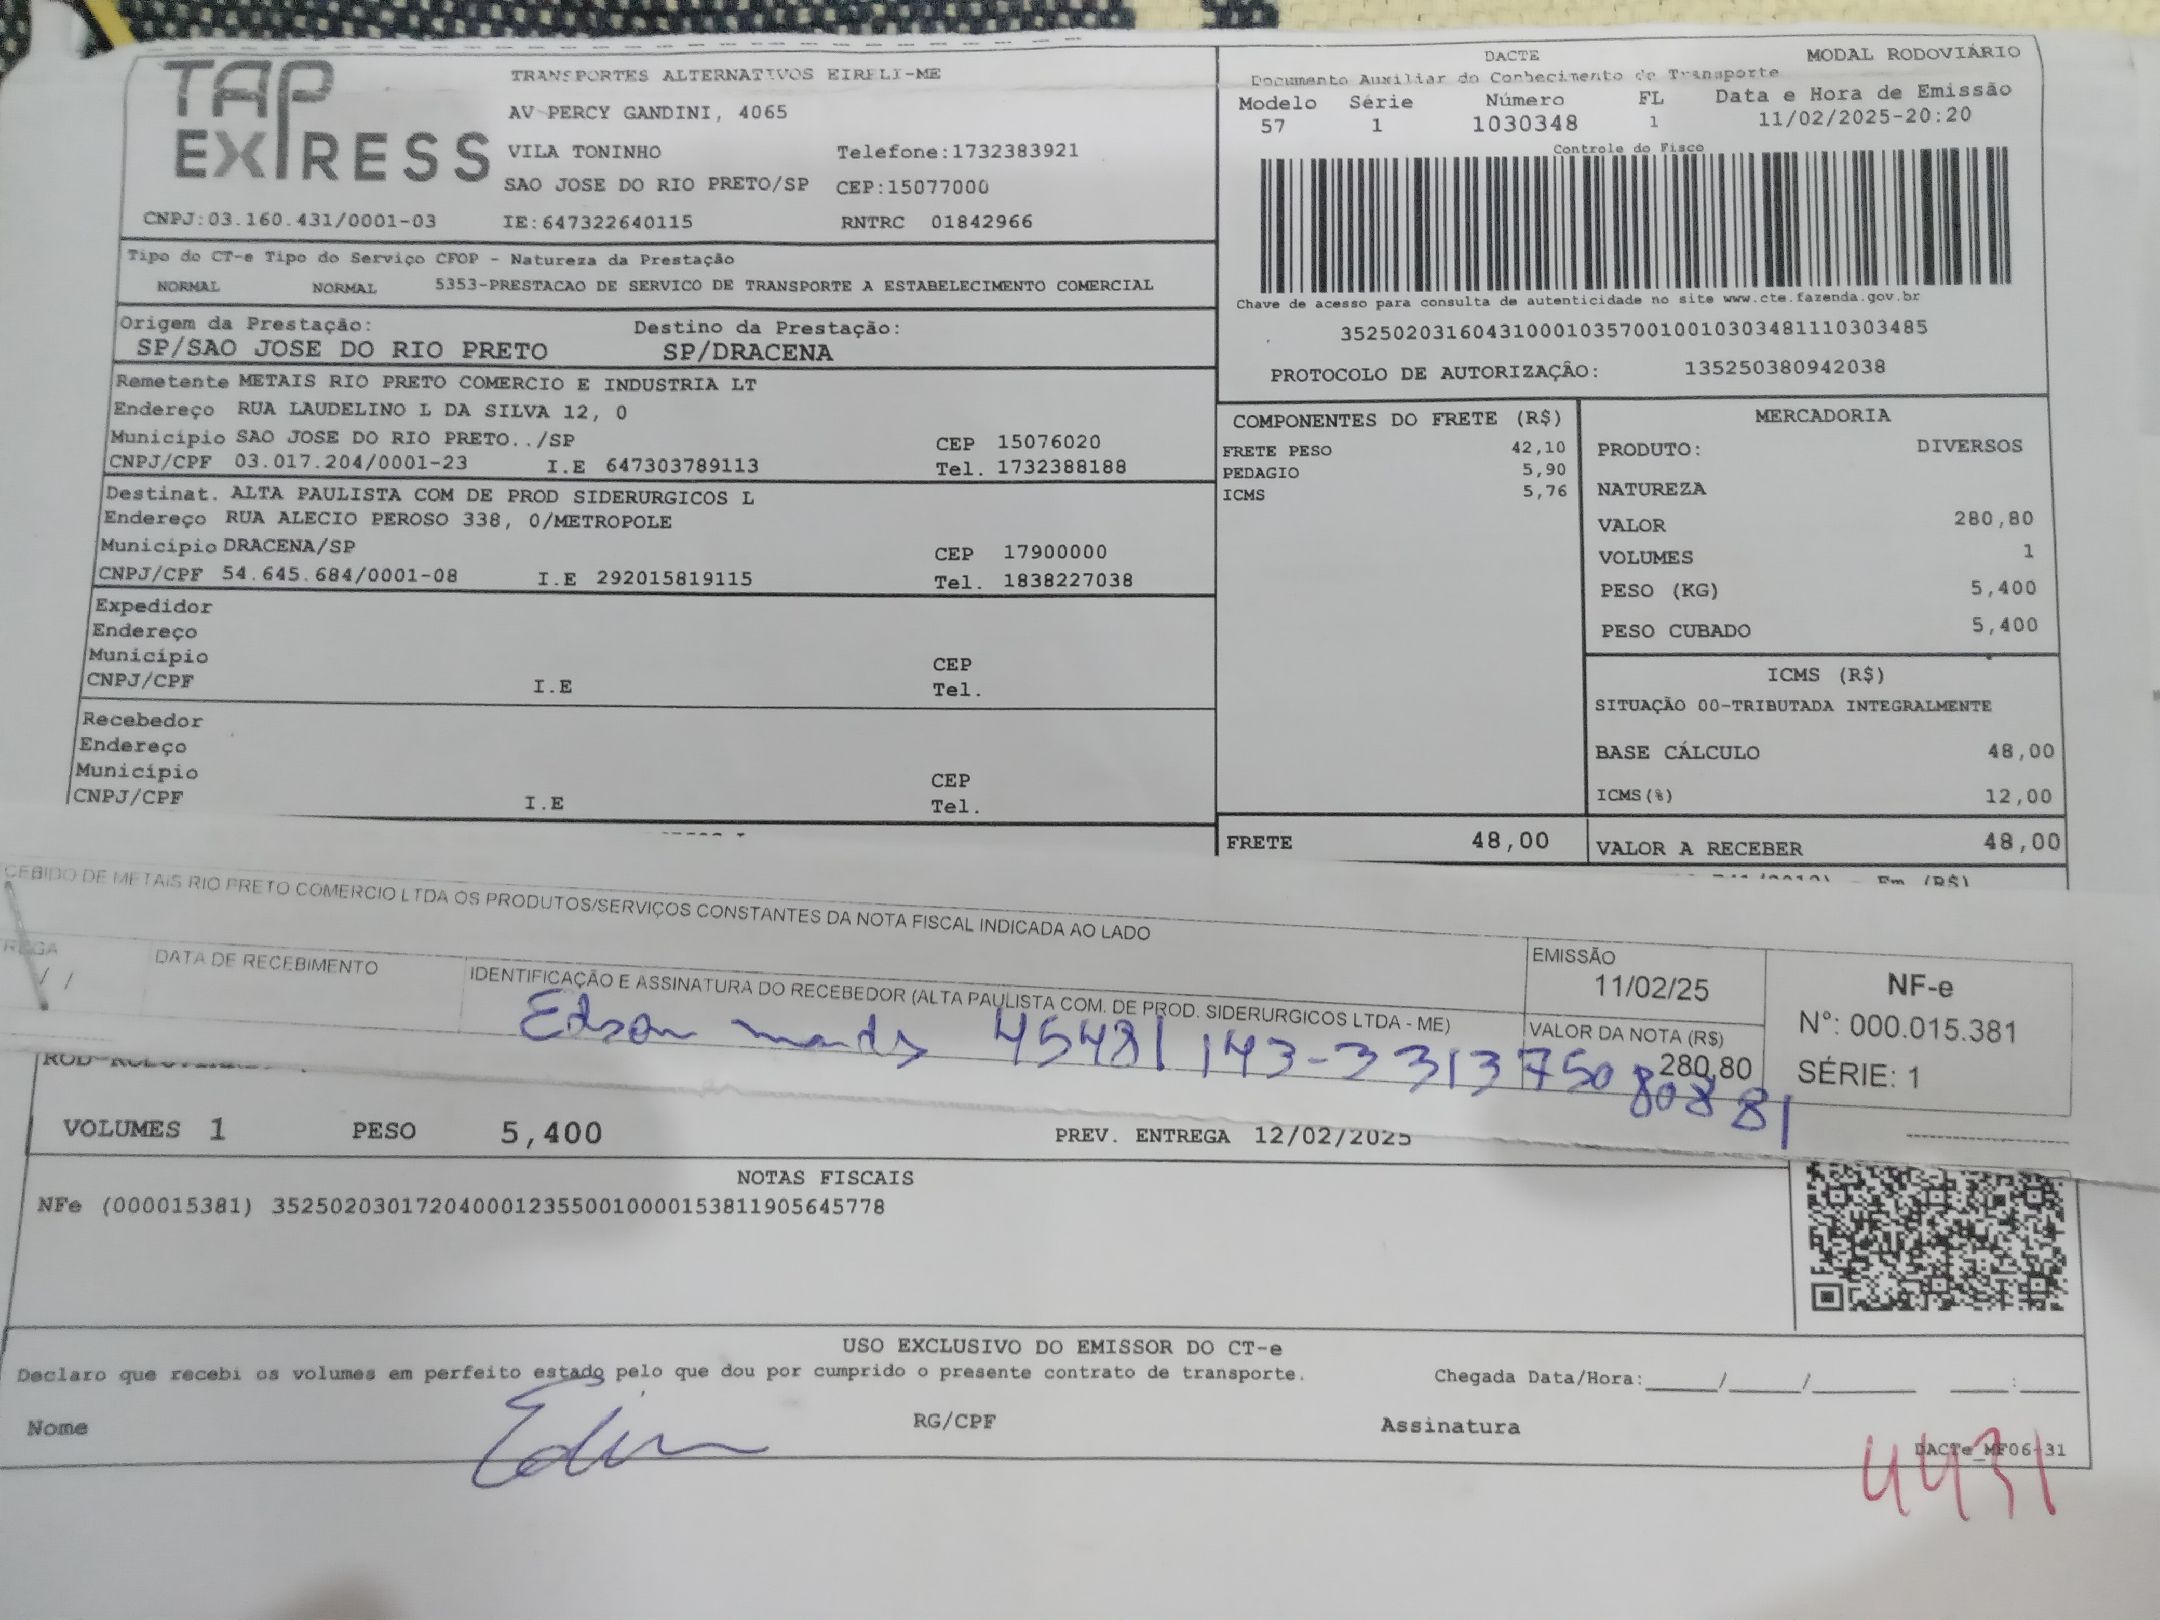 TAP EXPRESS
TRANSPORTES ALTERNATIVOS EIRELI-ME
AV PERCY GANDINI, 4065
VILA TONINHO Telefone:1732383921
SAO JOSE DO RIO PRETO/SP CEP:15077000
CNPJ:03.160.431/0001-03 IE:647322640115 RNTRC 01842966
DACTE MODAL RODOVIÁRIO
Documento Auxiliar do Conhecimento de Transporte
Modelo Série Número FL Data e Hora de Emissão
57 1 1030348 1 11/02/2025-20:20
Controle do Fisco
Chave de acesso para consulta de autenticidade no site www.cte.fazenda.gov.br
35250203160431000103570010010303481110303485
PROTOCOLO DE AUTORIZAÇÃO: 135250380942038
Tipo do CT-e Tipo do Serviço CFOP - Natureza da Prestação
NORMAL NORMAL 5353-PRESTACAO DE SERVICO DE TRANSPORTE A ESTABELECIMENTO COMERCIAL
Origem da Prestação: Destino da Prestação:
SP/SAO JOSE DO RIO PRETO SP/DRACENA
Remetente METAIS RIO PRETO COMERCIO E INDUSTRIA LT
Endereço RUA LAUDELINO L DA SILVA 12, 0
Município SAO JOSE DO RIO PRETO../SP CEP 15076020
CNPJ/CPF 03.017.204/0001-23 I.E 647303789113 Tel. 1732388188
Destinat. ALTA PAULISTA COM DE PROD SIDERURGICOS L
Endereço RUA ALECIO PEROSO 338, 0/METROPOLE
Município DRACENA/SP CEP 17900000
CNPJ/CPF 54.645.684/0001-08 I.E 292015819115 Tel. 1838227038
Expedidor
Endereço
Município CEP
CNPJ/CPF I.E Tel.
Recebedor
Endereço
Município CEP
CNPJ/CPF I.E Tel.
COMPONENTES DO FRETE (R$)
FRETE PESO 42,10
PEDAGIO 5,90
ICMS 5,76
FRETE 48,00
MERCADORIA
PRODUTO: DIVERSOS
NATUREZA
VALOR 280,80
VOLUMES 1
PESO (KG) 5,400
PESO CUBADO 5,400
ICMS (R$)
SITUAÇÃO 00-TRIBUTADA INTEGRALMENTE
BASE CÁLCULO 48,00
ICMS(%) 12,00
VALOR A RECEBER 48,00
Em (R$)
CEBIDO DE METAIS RIO PRETO COMERCIO LTDA OS PRODUTOS/SERVIÇOS CONSTANTES DA NOTA FISCAL INDICADA AO LADO
REGA DATA DE RECEBIMENTO IDENTIFICAÇÃO E ASSINATURA DO RECEBEDOR (ALTA PAULISTA COM. DE PROD. SIDERURGICOS LTDA - ME)
/ /
Edson 45481143-3 31375080881
EMISSÃO
11/02/25
VALOR DA NOTA (R$)
280,80
NF-e
N°: 000.015.381
SÉRIE: 1
VOLUMES 1 PESO 5,400 PREV. ENTREGA 12/02/2025
NOTAS FISCAIS
NFe (000015381) 35250203017204000123550010000153811905645778
USO EXCLUSIVO DO EMISSOR DO CT-e
Declaro que recebi os volumes em perfeito estado pelo que dou por cumprido o presente contrato de transporte. Chegada Data/Hora:____/____/______ ____:____
Nome RG/CPF Assinatura
DACTe_MF06-31
4431